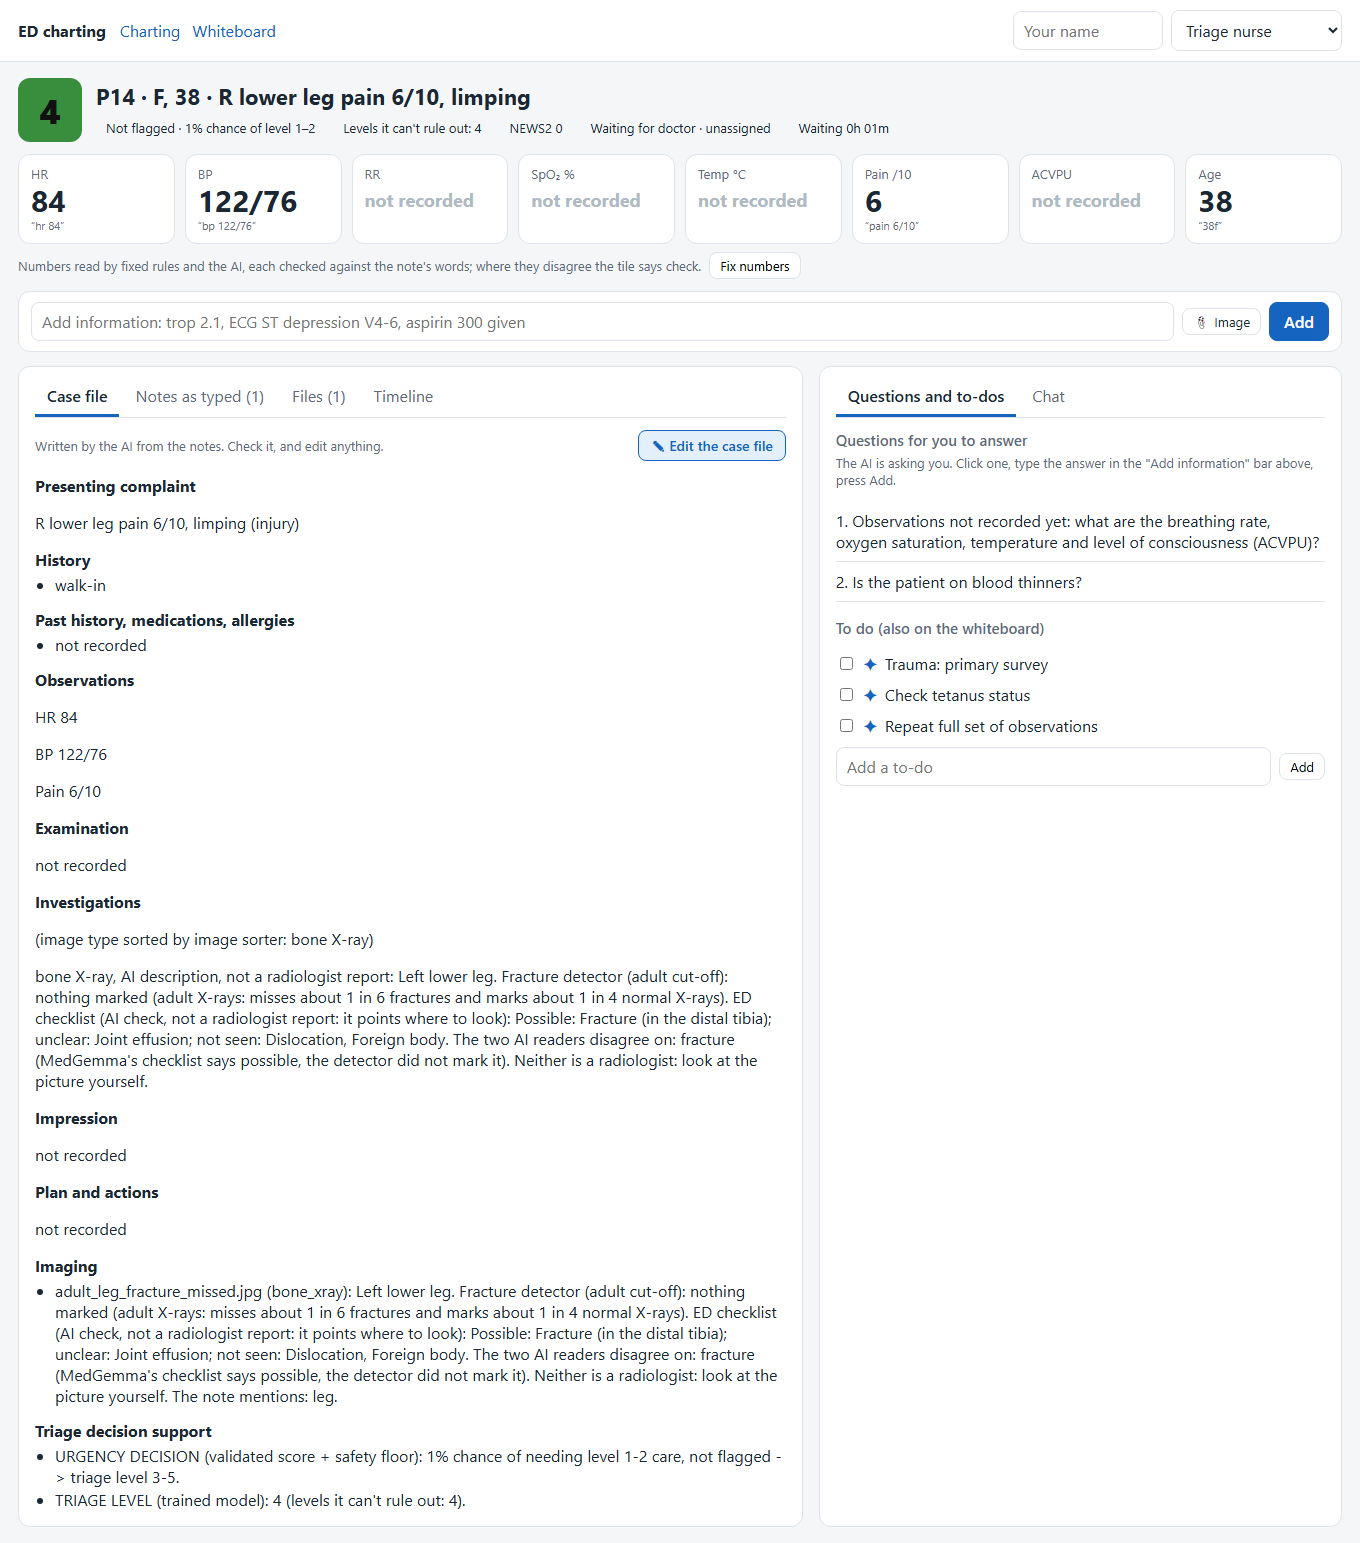 ED charting Charting Whiteboard
Your name
Triage nurse
4
P14 · F, 38 · R lower leg pain 6/10, limping
Not flagged · 1% chance of level 1–2
Levels it can't rule out: 4
NEWS2 0
Waiting for doctor · unassigned
Waiting 0h 01m
HR
84
“hr 84”
BP
122/76
“bp 122/76”
RR
not recorded
SpO₂ %
not recorded
Temp °C
not recorded
Pain /10
6
“pain 6/10”
ACVPU
not recorded
Age
38
“38f”
Numbers read by fixed rules and the AI, each checked against the note's words; where they disagree the tile says check.
Fix numbers
Add information: trop 2.1, ECG ST depression V4-6, aspirin 300 given
Image
Add
Case file
Notes as typed (1)
Files (1)
Timeline
Written by the AI from the notes. Check it, and edit anything.
Edit the case file
Presenting complaint
R lower leg pain 6/10, limping (injury)
History
walk-in
Past history, medications, allergies
not recorded
Observations
HR 84
BP 122/76
Pain 6/10
Examination
not recorded
Investigations
(image type sorted by image sorter: bone X-ray)
bone X-ray, AI description, not a radiologist report: Left lower leg. Fracture detector (adult cut-off):
nothing marked (adult X-rays: misses about 1 in 6 fractures and marks about 1 in 4 normal X-rays). ED
checklist (AI check, not a radiologist report: it points where to look): Possible: Fracture (in the distal tibia);
unclear: Joint effusion; not seen: Dislocation, Foreign body. The two AI readers disagree on: fracture
(MedGemma's checklist says possible, the detector did not mark it). Neither is a radiologist: look at the
picture yourself.
Impression
not recorded
Plan and actions
not recorded
Imaging
adult_leg_fracture_missed.jpg (bone_xray): Left lower leg. Fracture detector (adult cut-off): nothing
marked (adult X-rays: misses about 1 in 6 fractures and marks about 1 in 4 normal X-rays). ED checklist
(AI check, not a radiologist report: it points where to look): Possible: Fracture (in the distal tibia);
unclear: Joint effusion; not seen: Dislocation, Foreign body. The two AI readers disagree on: fracture
(MedGemma's checklist says possible, the detector did not mark it). Neither is a radiologist: look at the
picture yourself. The note mentions: leg.
Triage decision support
URGENCY DECISION (validated score + safety floor): 1% chance of needing level 1-2 care, not flagged -
> triage level 3-5.
TRIAGE LEVEL (trained model): 4 (levels it can't rule out: 4).
Questions and to-dos
Chat
Questions for you to answer
The AI is asking you. Click one, type the answer in the "Add information" bar above,
press Add.
1. Observations not recorded yet: what are the breathing rate,
oxygen saturation, temperature and level of consciousness (ACVPU)?
2. Is the patient on blood thinners?
To do (also on the whiteboard)
Trauma: primary survey
Check tetanus status
Repeat full set of observations
Add a to-do
Add